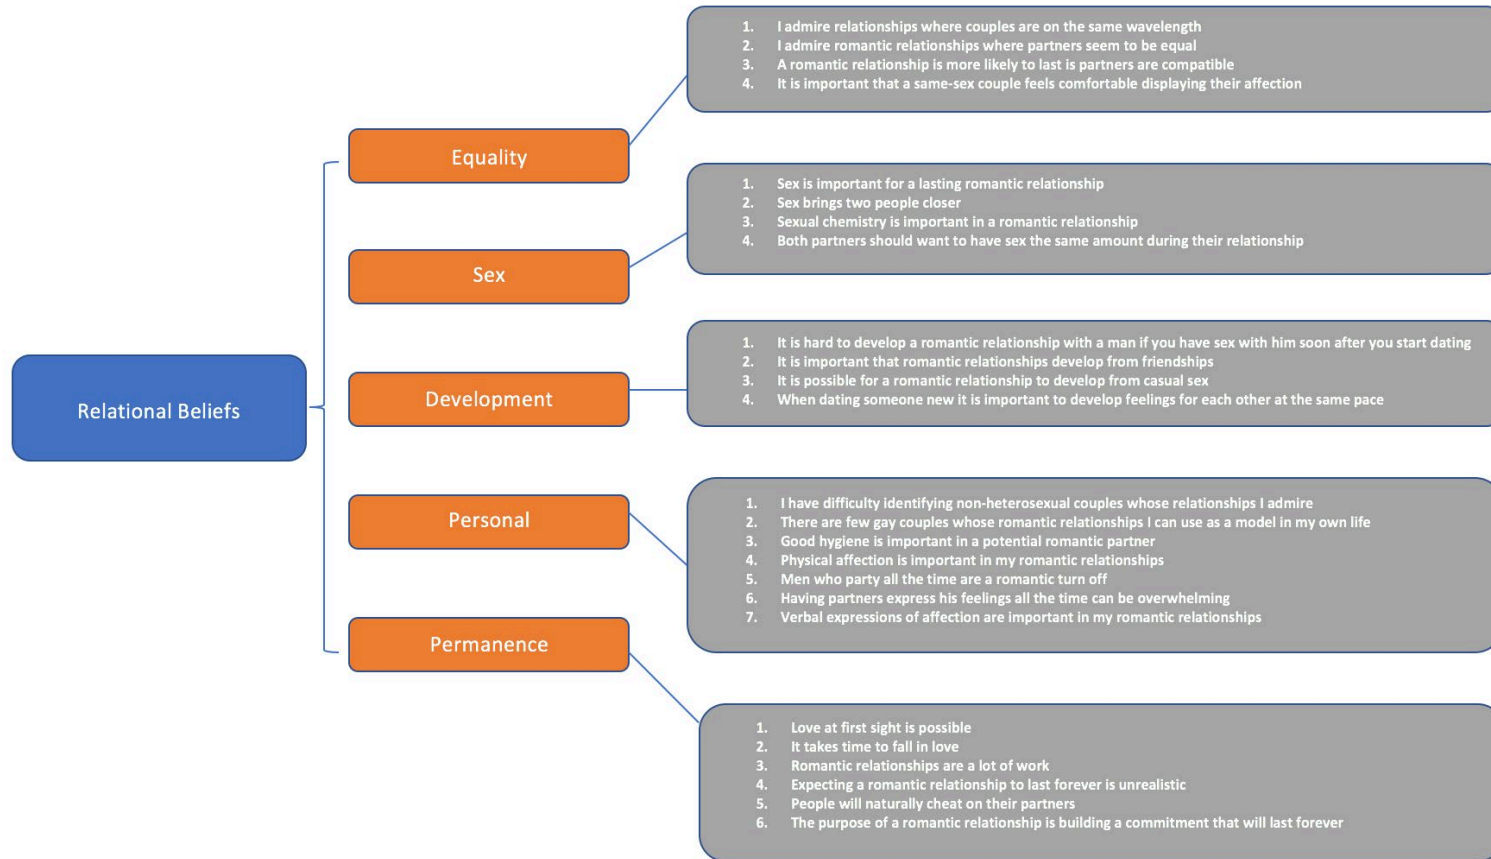 Relational Beliefs
Equality
1. I admire relationships where couples are on the same wavelength
2. I admire romantic relationships where partners seem to be equal
3. A romantic relationship is more likely to last is partners are compatible
4. It is important that a same-sex couple feels comfortable displaying their affection
Sex
1. Sex is important for a lasting romantic relationship
2. Sex brings two people closer
3. Sexual chemistry is important in a romantic relationship
4. Both partners should want to have sex the same amount during their relationship
Development
1. It is hard to develop a romantic relationship with a man if you have sex with him soon after you start dating
2. It is important that romantic relationships develop from friendships
3. It is possible for a romantic relationship to develop from casual sex
4. When dating someone new it is important to develop feelings for each other at the same pace
Personal
1. I have difficulty identifying non-heterosexual couples whose relationships I admire
2. There are few gay couples whose romantic relationships I can use as a model in my own life
3. Good hygiene is important in a potential romantic partner
4. Physical affection is important in my romantic relationships
5. Men who party all the time are a romantic turn off
6. Having partners express his feelings all the time can be overwhelming
7. Verbal expressions of affection are important in my romantic relationships
Permanence
1. Love at first sight is possible
2. It takes time to fall in love
3. Romantic relationships are a lot of work
4. Expecting a romantic relationship to last forever is unrealistic
5. People will naturally cheat on their partners
6. The purpose of a romantic relationship is building a commitment that will last forever